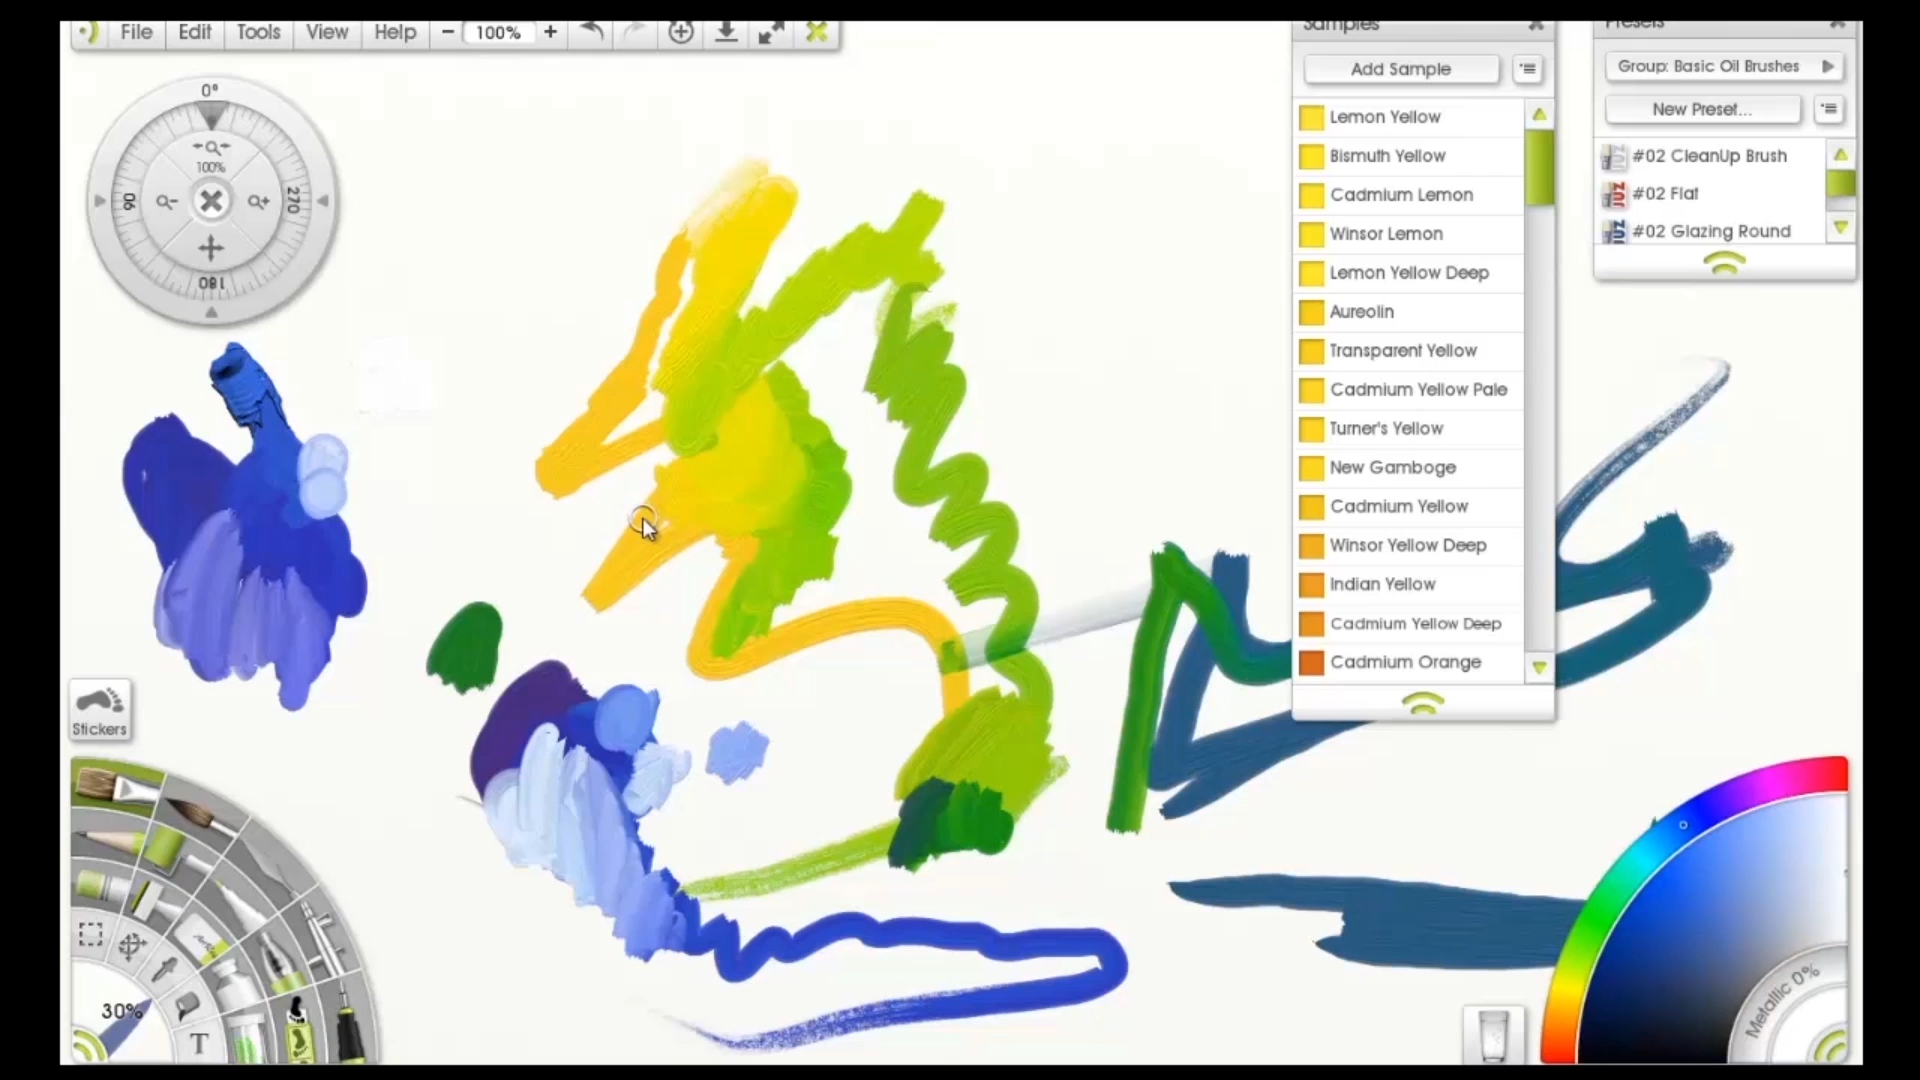 File Edit Tools View Help − 100% +
Samples
Add Sample
Lemon Yellow
Bismuth Yellow
Cadmium Lemon
Winsor Lemon
Lemon Yellow Deep
Aureolin
Transparent Yellow
Cadmium Yellow Pale
Turner's Yellow
New Gamboge
Cadmium Yellow
Winsor Yellow Deep
Indian Yellow
Cadmium Yellow Deep
Cadmium Orange
Presets
Group: Basic Oil Brushes
New Preset...
#02 CleanUp Brush
#02 Flat
#02 Glazing Round
0°
100%
90
270
180
Stickers
30%
T
Metallic 0%